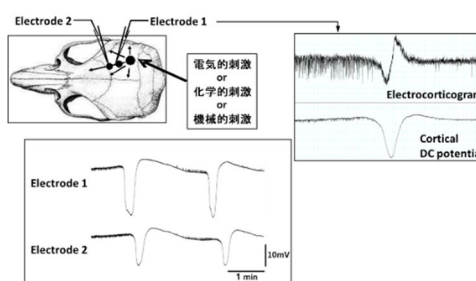 Electrode 2
Electrode 1
電気的刺激
or
化学的刺激
or
機械的刺激
Electrocorticogram
Cortical
DC potential
Electrode 1
Electrode 2
10mV
1 min